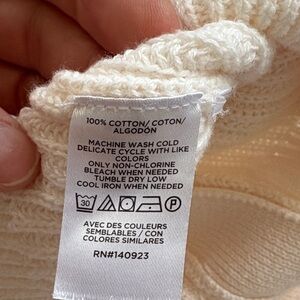 100% COTTON/ COTON/
ALGODÓN
MACHINE WASH COLD
DELICATE CYCLE WITH LIKE
COLORS
ONLY NON-CHLORINE
BLEACH WHEN NEEDED
TUMBLE DRY LOW
COOL IRON WHEN NEEDED
30 P
AVEC DES COULEURS
SEMBLABLES / CON
COLORES SIMILARES
RN#140923